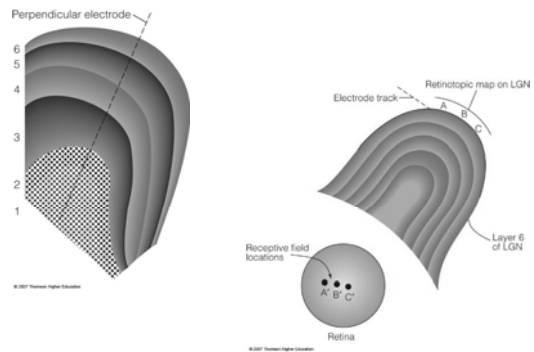 Perpendicular electrode
6
5
4
3
2
1
© 2007 Thomson Higher Education
Retinotopic map on LGN
Electrode track
A
B
C
Layer 6
of LGN
Receptive field
locations
A' B' C'
Retina
© 2007 Thomson Higher Education